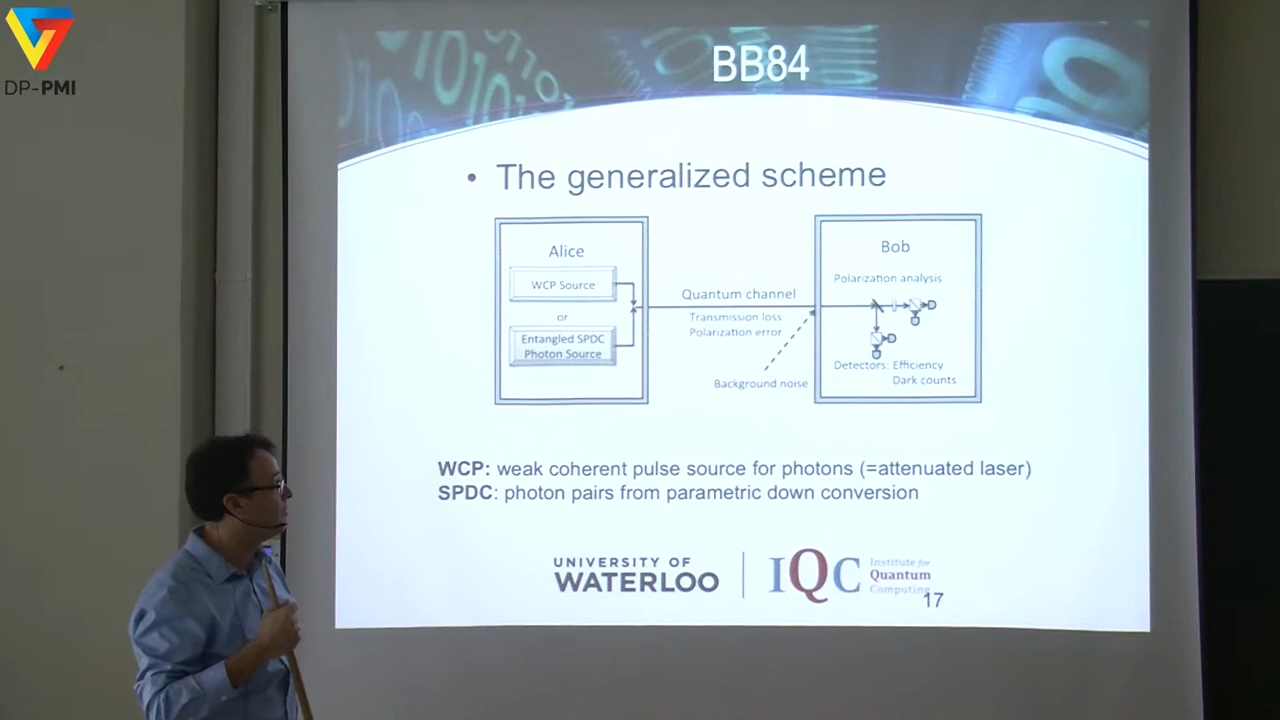 DP-PMI
BB84
• The generalized scheme
Alice
WCP Source
or
Entangled SPDC
Photon Source
Quantum channel
Transmission loss
Polarization error
Background noise
Bob
Polarization analysis
Detectors: Efficiency
Dark counts
WCP: weak coherent pulse source for photons (=attenuated laser)
SPDC: photon pairs from parametric down conversion
UNIVERSITY OF
WATERLOO
IQC
Institute for
Quantum
Computing
17